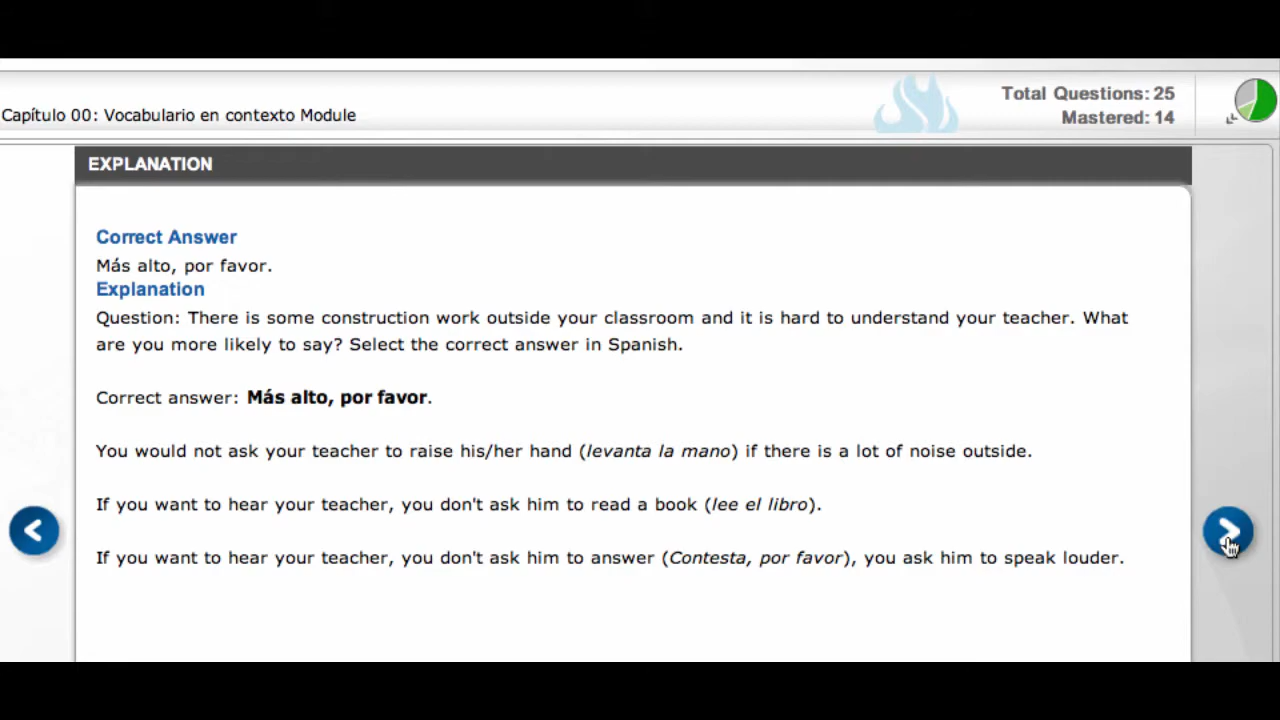 Total Questions: 25
Capítulo 00: Vocabulario en contexto Module
Mastered: 14
EXPLANATION
Correct Answer
Más alto, por favor.
Explanation
Question: There is some construction work outside your classroom and it is hard to understand your teacher. What
are you more likely to say? Select the correct answer in Spanish.
Correct answer: Más alto, por favor.
You would not ask your teacher to raise his/her hand (levanta la mano) if there is a lot of noise outside.
If you want to hear your teacher, you don't ask him to read a book (lee el libro).
If you want to hear your teacher, you don't ask him to answer (Contesta, por favor), you ask him to speak louder.